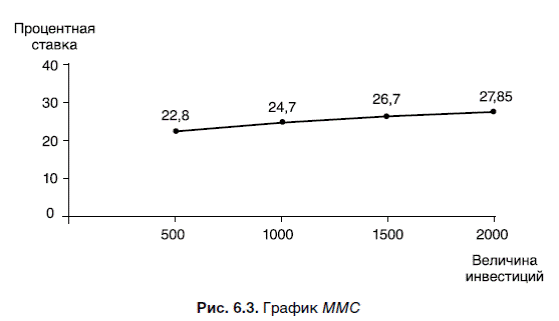 Процентная
ставка
40
30
20
10
0
22,8
24,7
26,7
27,85
500
1000
1500
2000
Величина
инвестиций
Рис. 6.3. График ММС